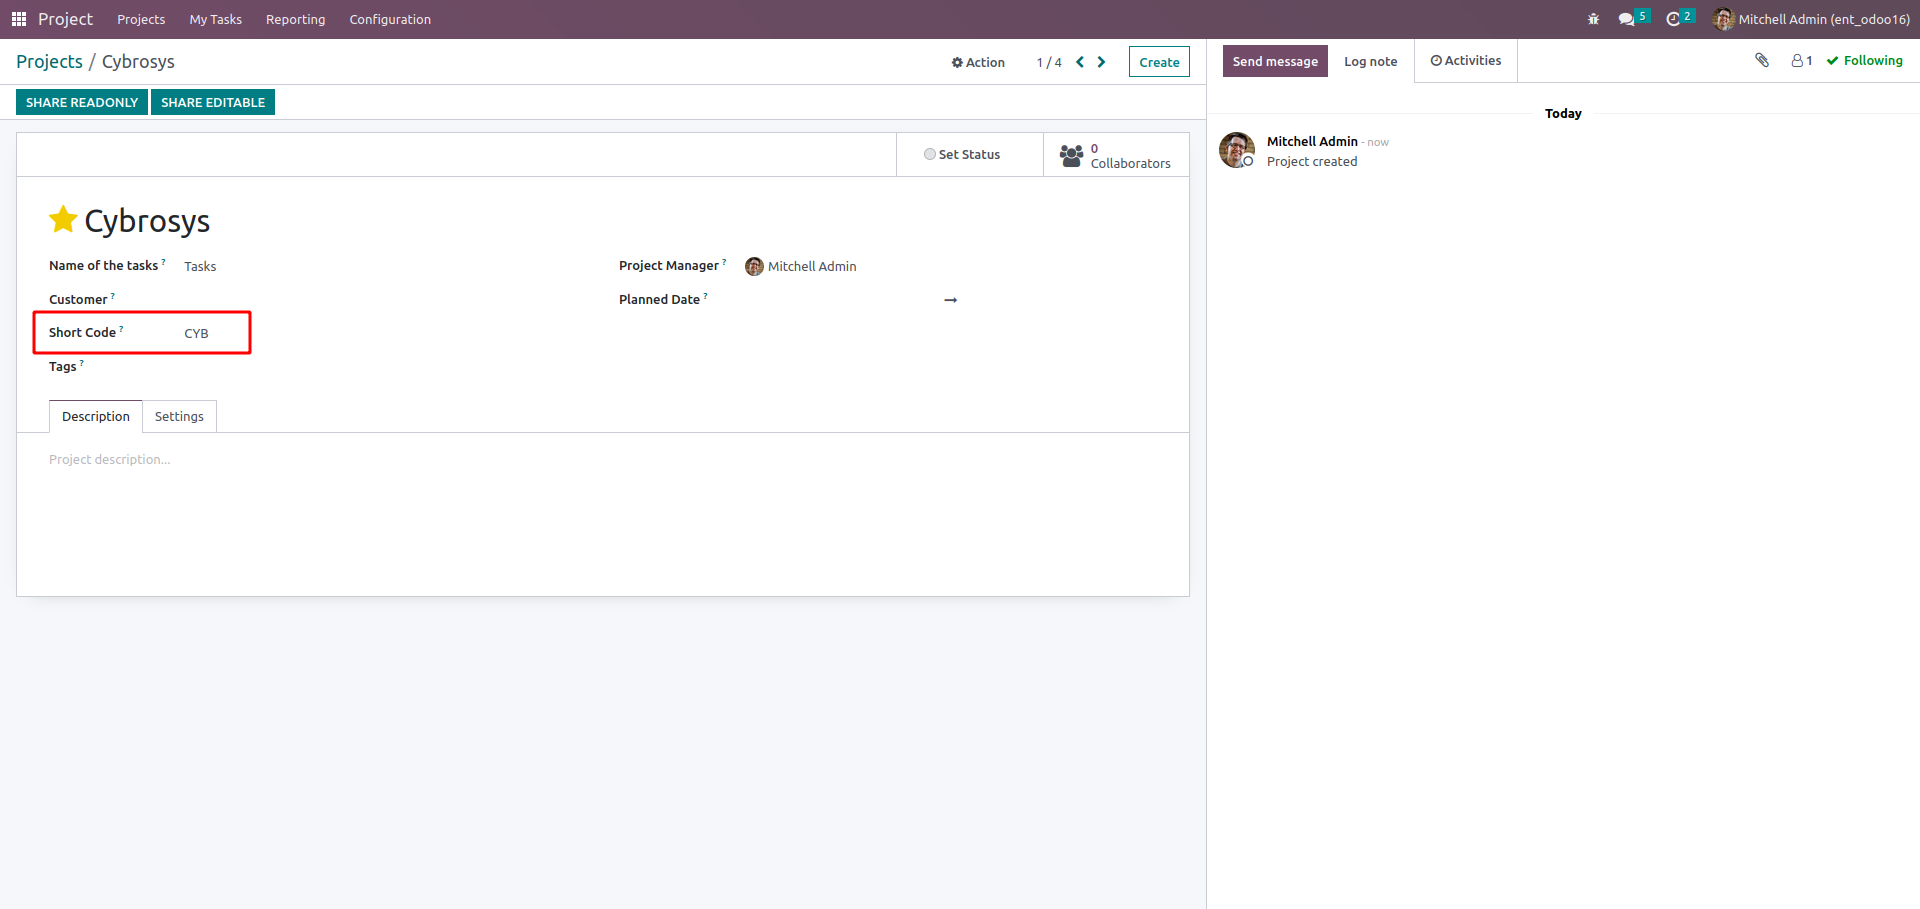 Project Projects My Tasks Reporting Configuration 5 2 Mitchell Admin (ent_odoo16)
Projects / Cybrosys Action 1 / 4 Create Send message Log note Activities 1 Following
SHARE READONLY SHARE EDITABLE
Today
Set Status 0 Collaborators
Mitchell Admin - now
Project created
Cybrosys
Name of the tasks ? Tasks Project Manager ? Mitchell Admin
Customer ? Planned Date ?
Short Code ? CYB
Tags ?
Description Settings
Project description...